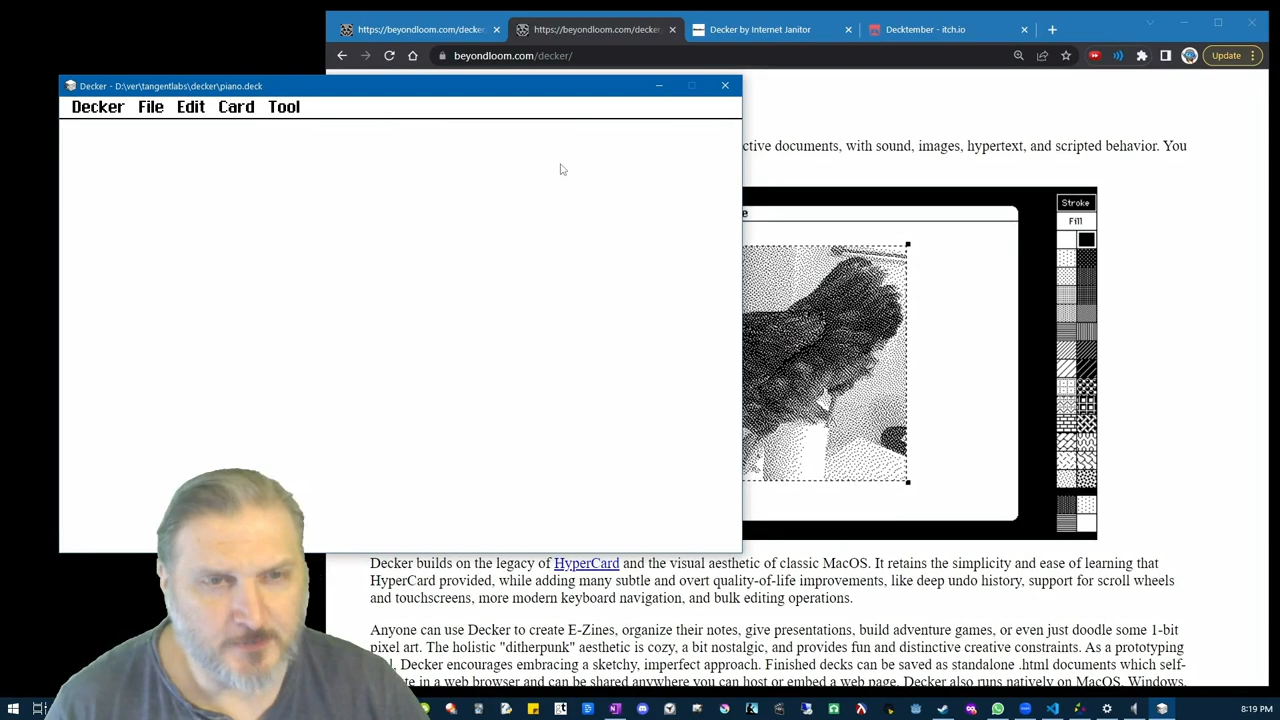 https://beyondloom.com/decker
https://beyondloom.com/decker
Decker by Internet Janitor
Decktember - itch.io
beyondloom.com/decker/
Update
Decker - D:\ver\tangentlabs\decker\piano.deck
Decker File Edit Card Tool
ctive documents, with sound, images, hypertext, and scripted behavior. You
Stroke
Fill
Decker builds on the legacy of HyperCard and the visual aesthetic of classic MacOS. It retains the simplicity and ease of learning that
HyperCard provided, while adding many subtle and overt quality-of-life improvements, like deep undo history, support for scroll wheels
and touchscreens, more modern keyboard navigation, and bulk editing operations.
Anyone can use Decker to create E-Zines, organize their notes, give presentations, build adventure games, or even just doodle some 1-bit
pixel art. The holistic "ditherpunk" aesthetic is cozy, a bit nostalgic, and provides fun and distinctive creative constraints. As a prototyping
Decker encourages embracing a sketchy, imperfect approach. Finished decks can be saved as standalone .html documents which self-
te in a web browser and can be shared anywhere you can host or embed a web page. Decker also runs natively on MacOS, Windows,
8:19 PM